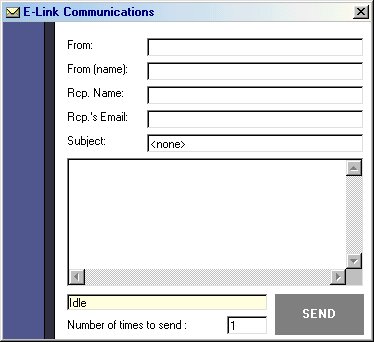 E-Link Communications
From:
From (name):
Rcp. Name:
Rcp.'s Email:
Subject: <none>
Idle
Number of times to send : 1
SEND